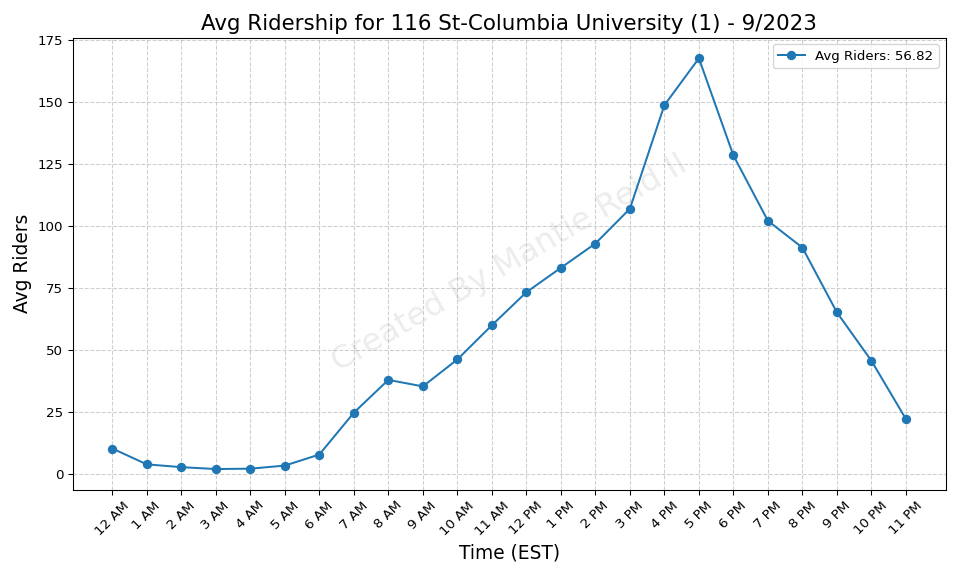 Avg Ridership for 116 St-Columbia University (1) - 9/2023
Avg Riders: 56.82
175
150
125
100
75
50
25
0
Avg Riders
Created By Mantle Reid II
12 AM
1 AM
2 AM
3 AM
4 AM
5 AM
6 AM
7 AM
8 AM
9 AM
10 AM
11 AM
12 PM
1 PM
2 PM
3 PM
4 PM
5 PM
6 PM
7 PM
8 PM
9 PM
10 PM
11 PM
Time (EST)